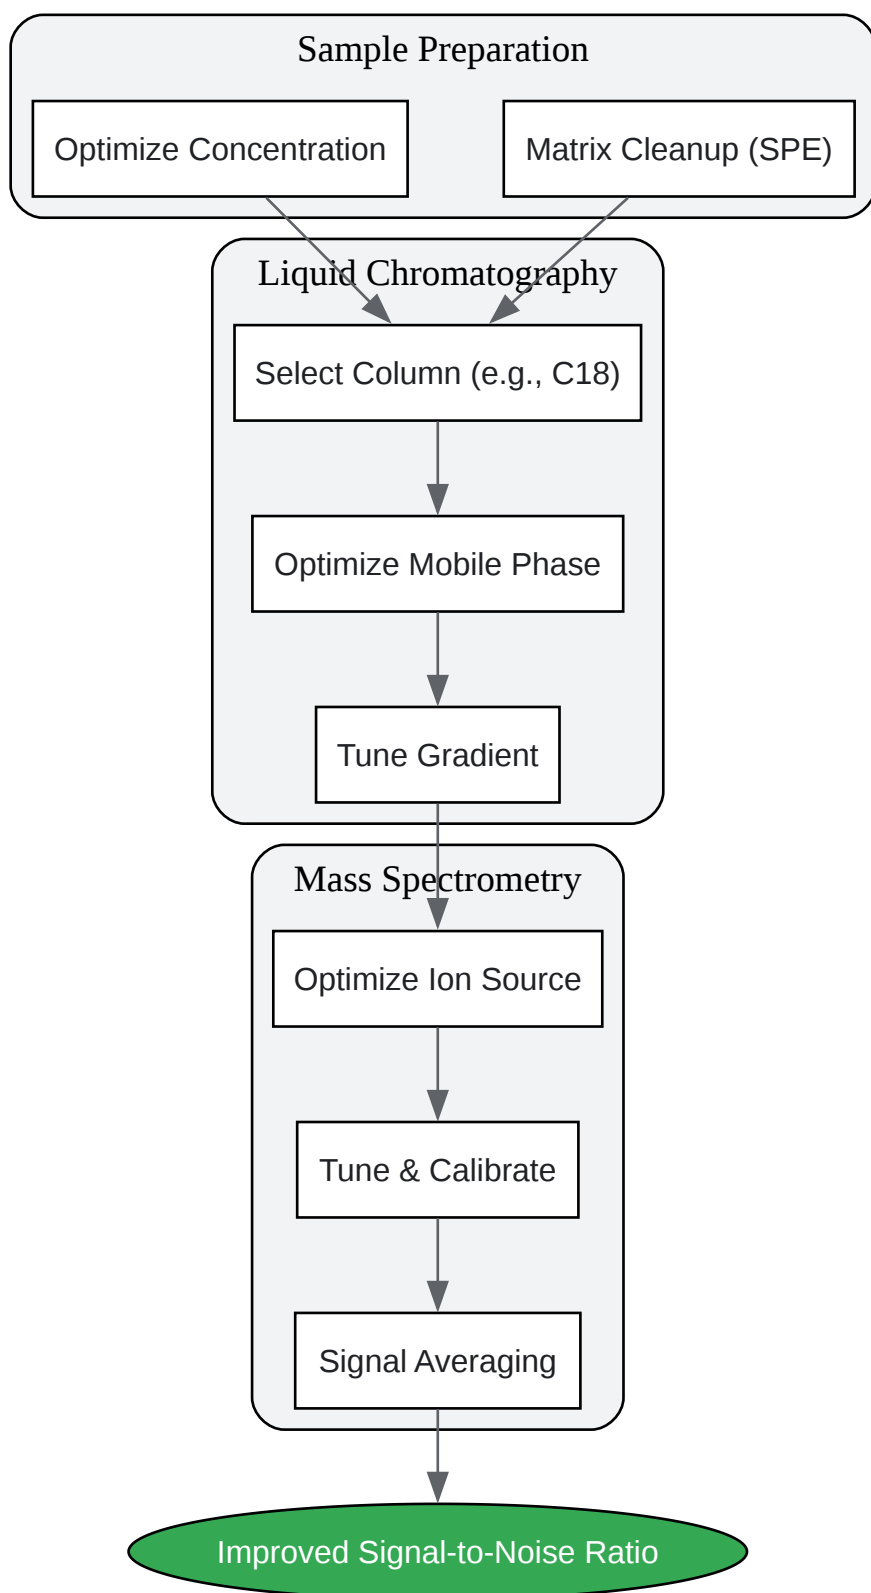 Sample Preparation
Optimize Concentration
Matrix Cleanup (SPE)
Liquid Chromatography
Select Column (e.g., C18)
Optimize Mobile Phase
Tune Gradient
Mass Spectrometry
Optimize Ion Source
Tune & Calibrate
Signal Averaging
Improved Signal-to-Noise Ratio